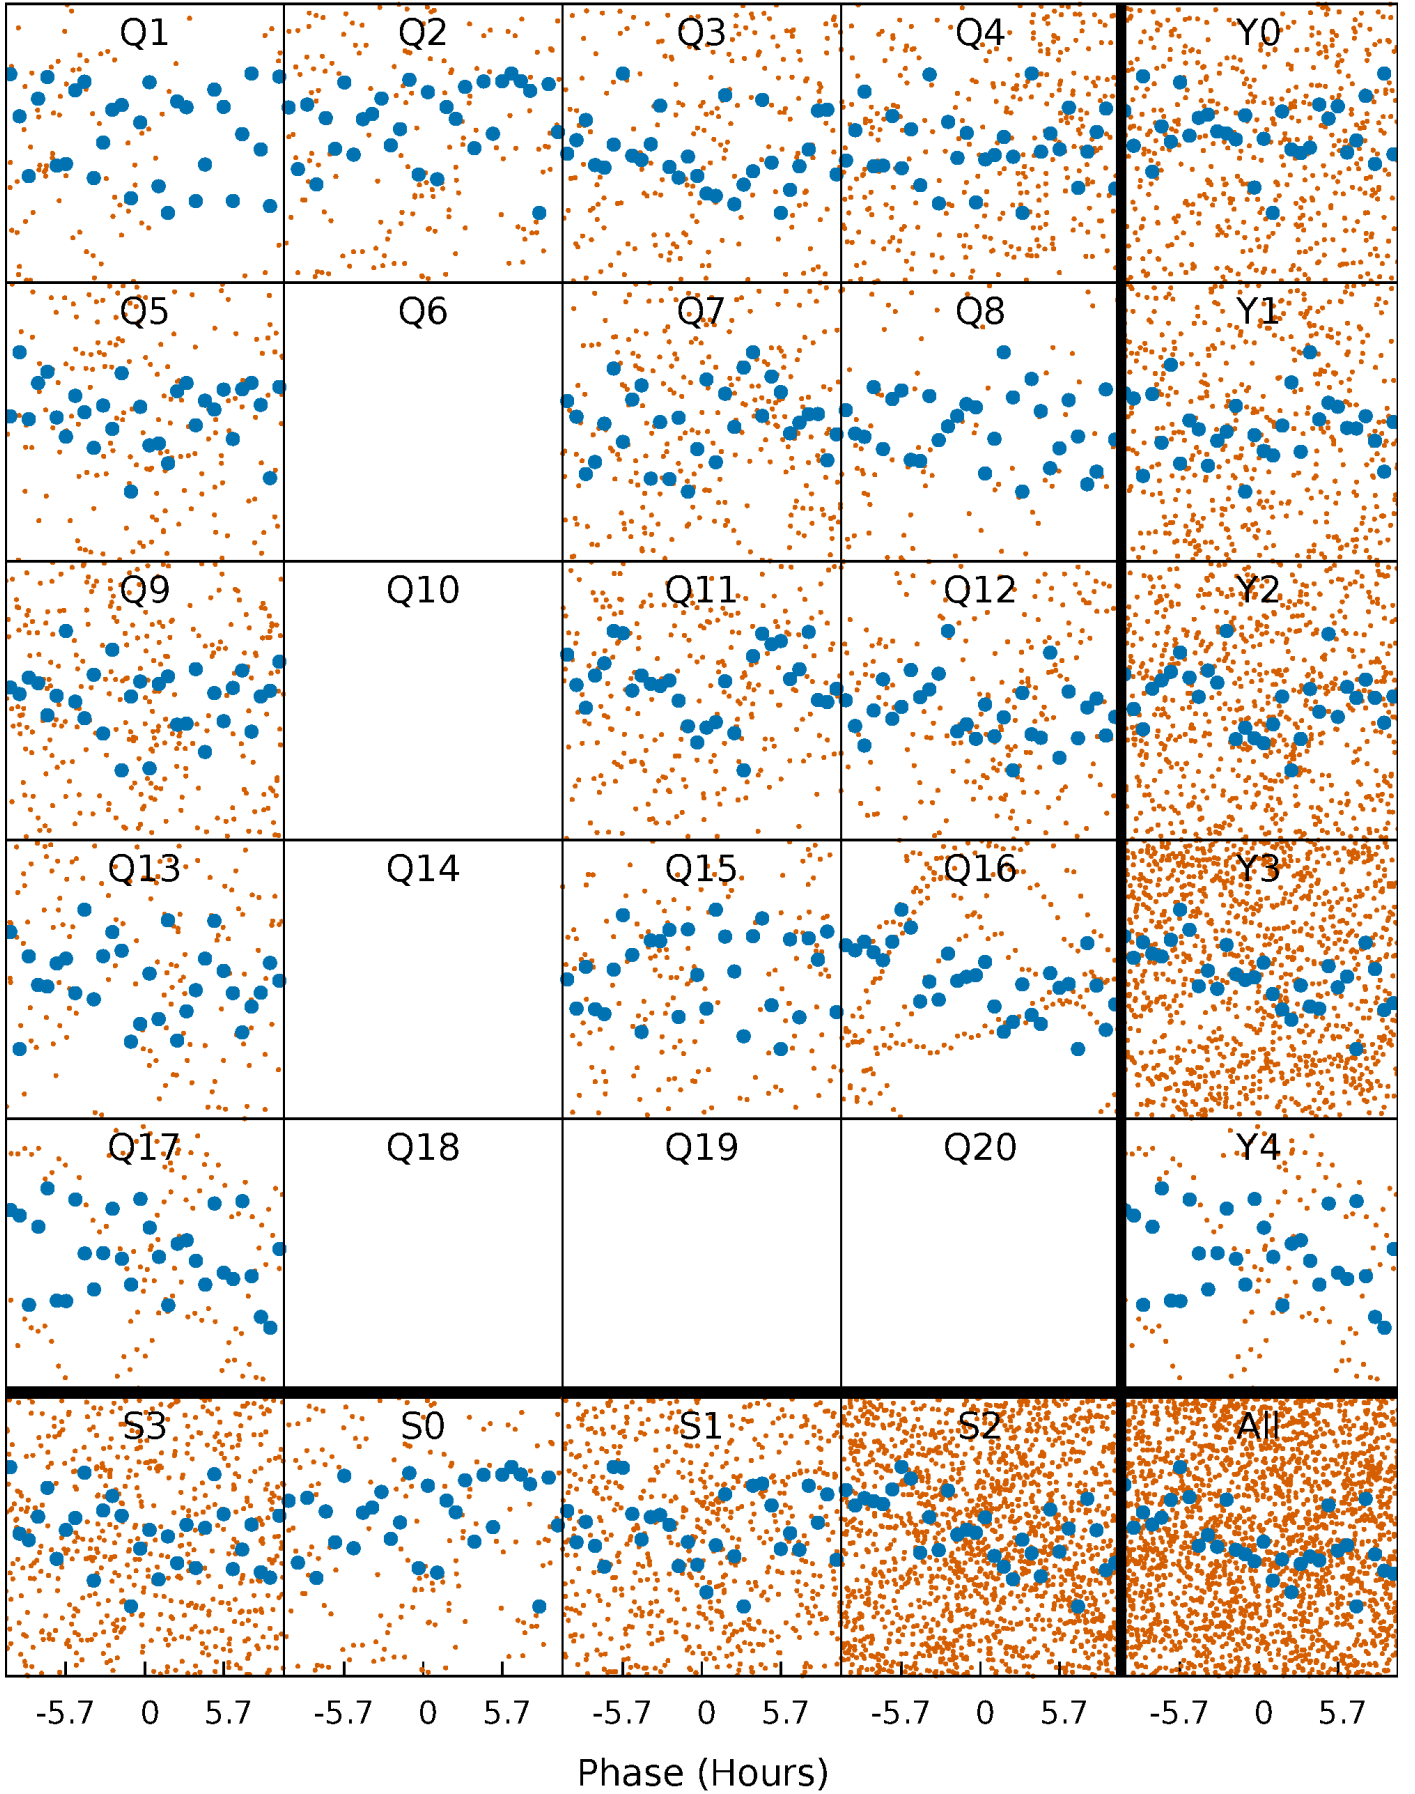 Q1 Q2 Q3 Q4 Y0
Q5 Q6 Q7 Q8 Y1
Q9 Q10 Q11 Q12 Y2
Q13 Q14 Q15 Q16 Y3
Q17 Q18 Q19 Q20 Y4
S3 S0 S1 S2 All
-5.7 0 5.7 -5.7 0 5.7 -5.7 0 5.7 -5.7 0 5.7 -5.7 0 5.7
Phase (Hours)